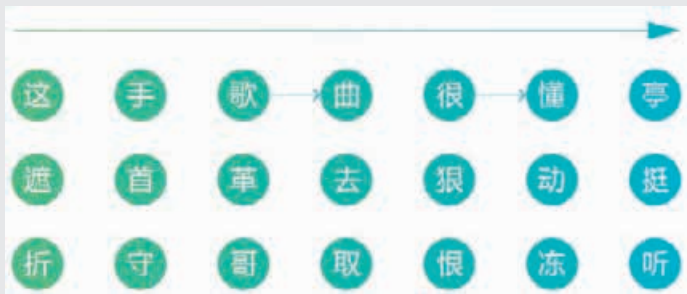 这 手 歌 曲 很 懂 亭
遮 首 革 去 狠 动 挺
折 守 哥 取 恨 冻 听